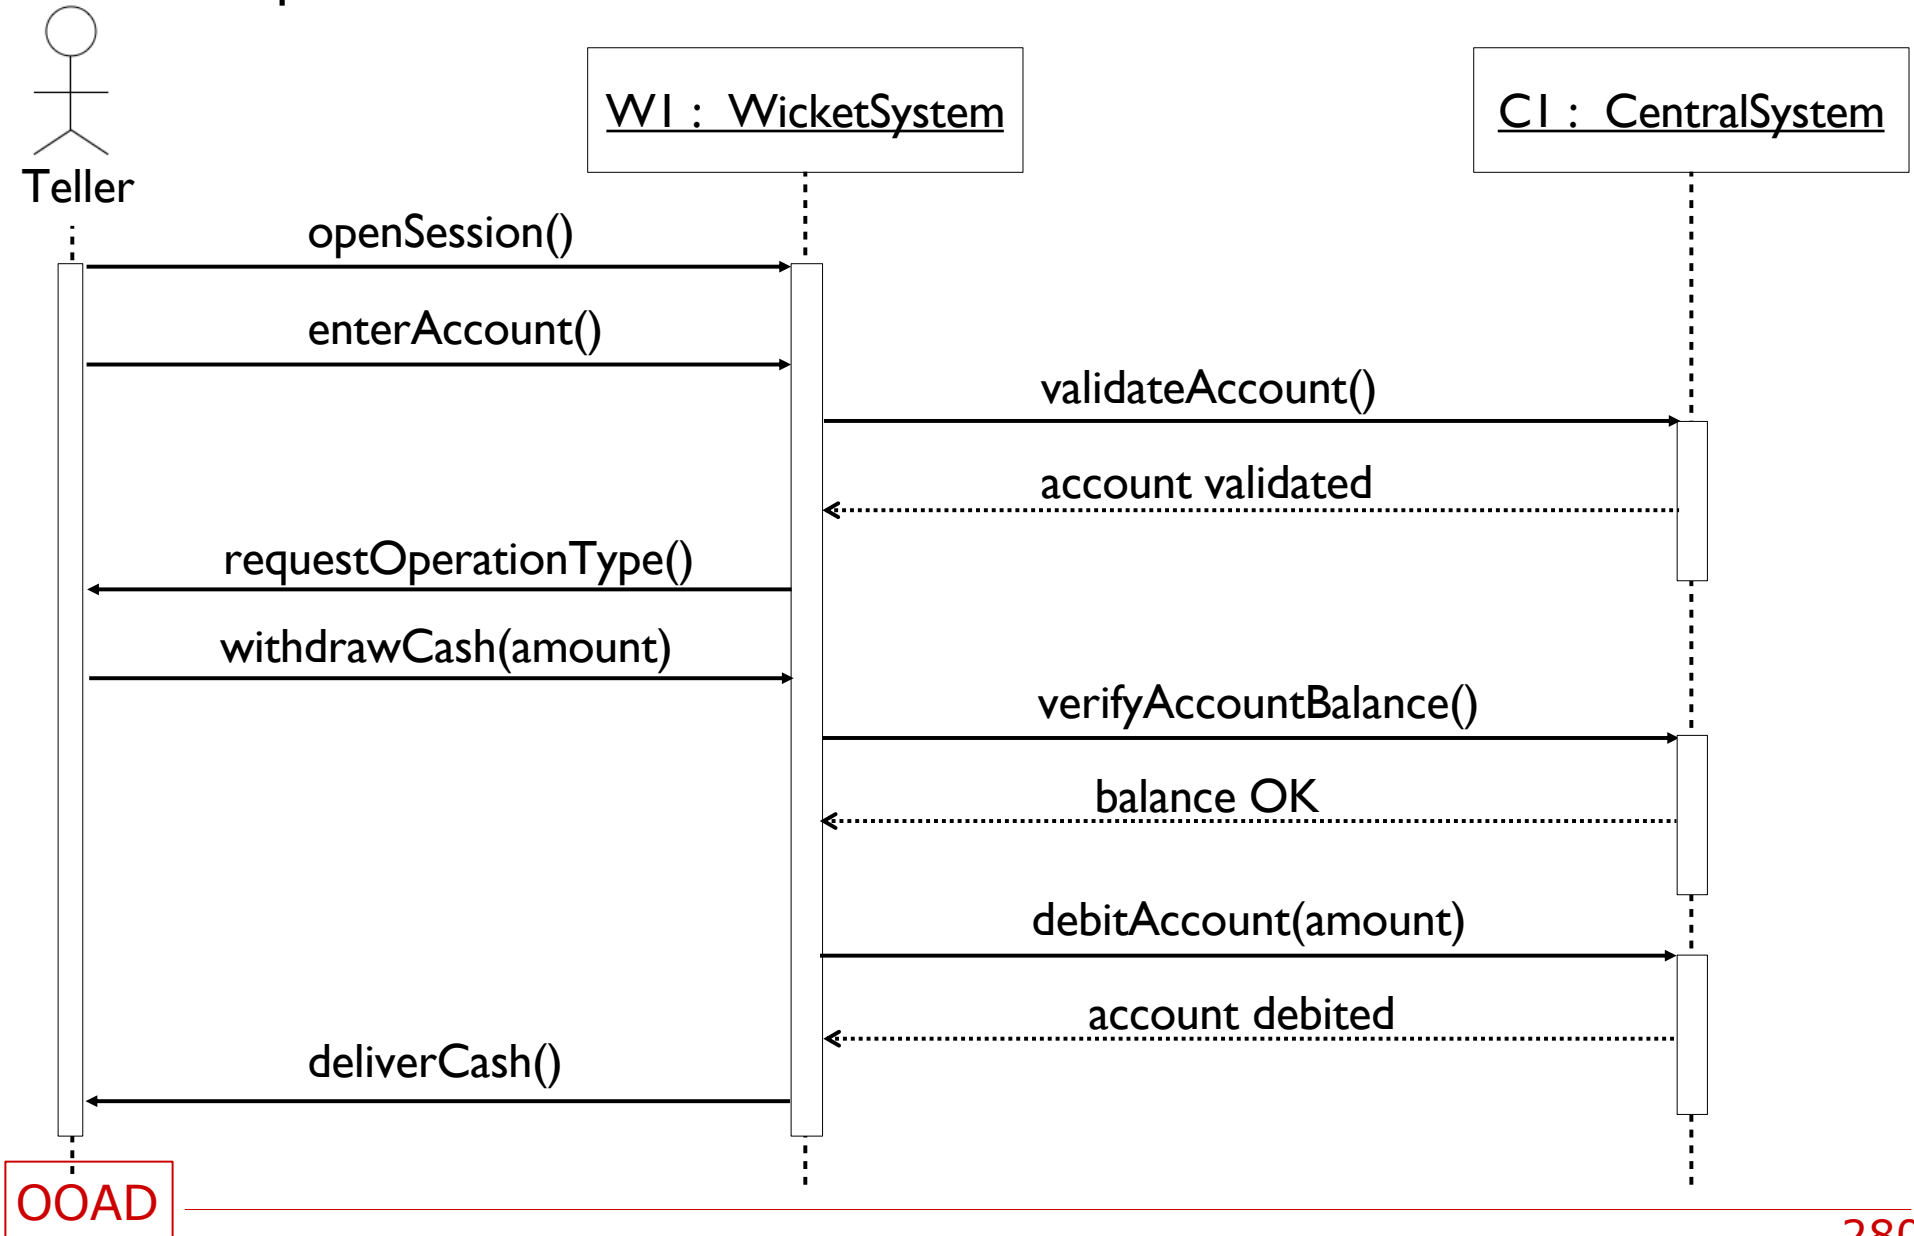 W1 : WicketSystem
C1 : CentralSystem
Teller
openSession()
enterAccount()
validateAccount()
account validated
requestOperationType()
withdrawCash(amount)
verifyAccountBalance()
balance OK
debitAccount(amount)
account debited
deliverCash()
OOAD
280